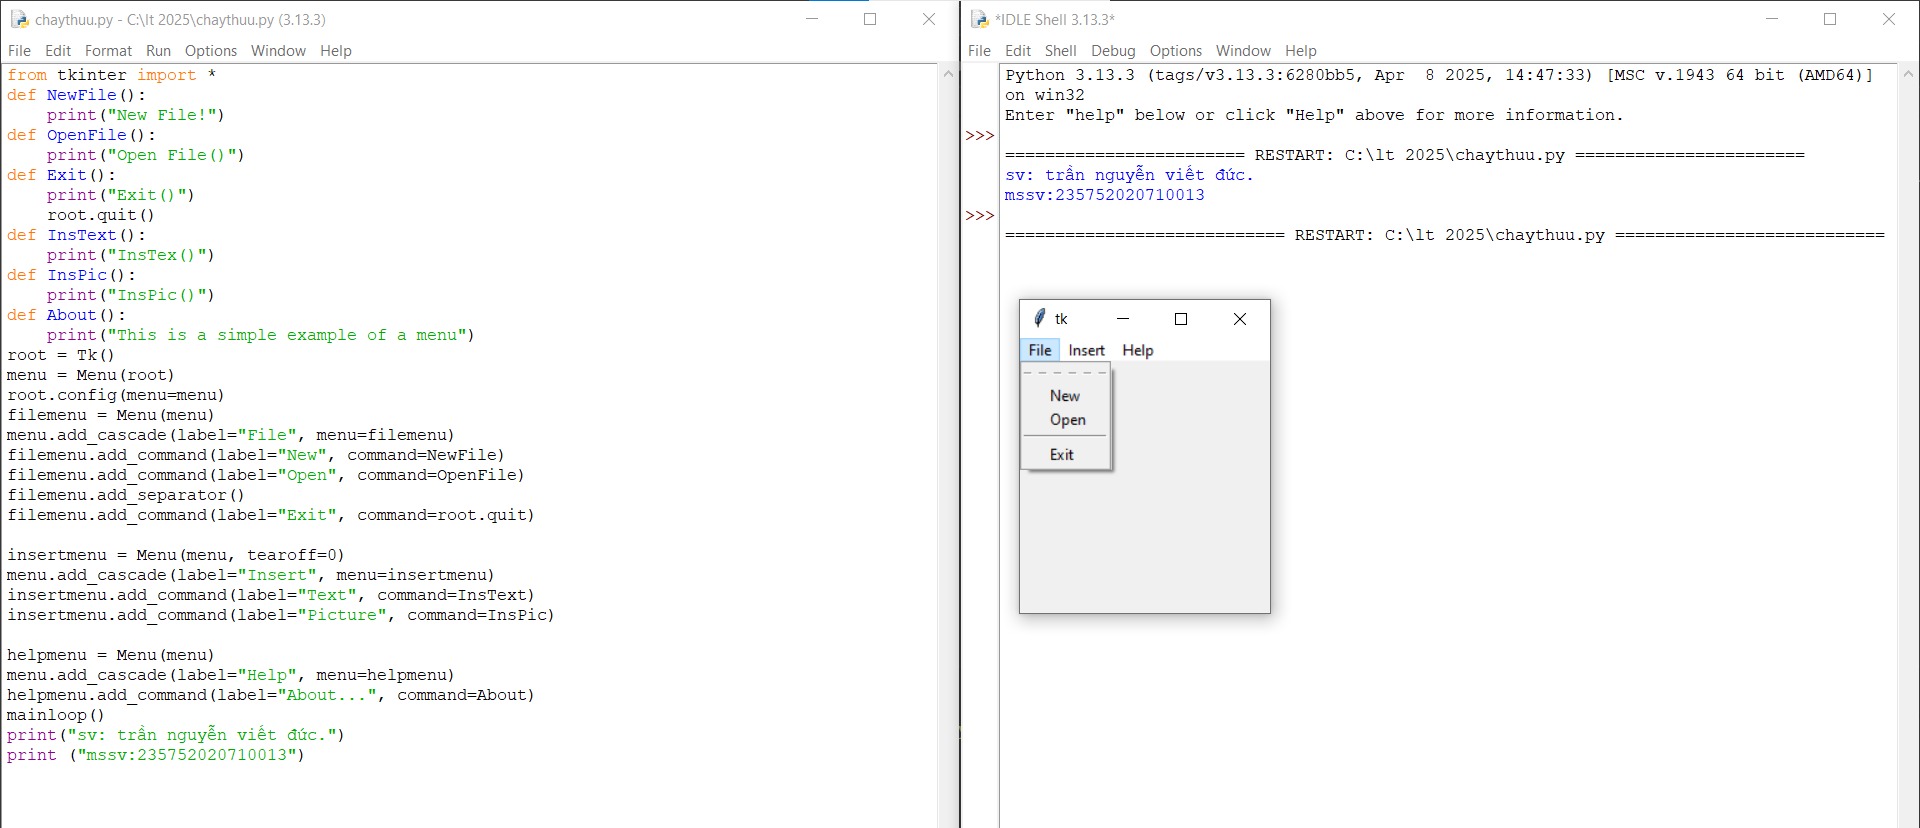 chaythuu.py - C:\lt 2025\chaythuu.py (3.13.3)
File Edit Format Run Options Window Help
from tkinter import *
def NewFile():
    print("New File!")
def OpenFile():
    print("Open File()")
def Exit():
    print("Exit()")
    root.quit()
def InsText():
    print("InsTex()")
def InsPic():
    print("InsPic()")
def About():
    print("This is a simple example of a menu")
root = Tk()
menu = Menu(root)
root.config(menu=menu)
filemenu = Menu(menu)
menu.add_cascade(label="File", menu=filemenu)
filemenu.add_command(label="New", command=NewFile)
filemenu.add_command(label="Open", command=OpenFile)
filemenu.add_separator()
filemenu.add_command(label="Exit", command=root.quit)

insertmenu = Menu(menu, tearoff=0)
menu.add_cascade(label="Insert", menu=insertmenu)
insertmenu.add_command(label="Text", command=InsText)
insertmenu.add_command(label="Picture", command=InsPic)

helpmenu = Menu(menu)
menu.add_cascade(label="Help", menu=helpmenu)
helpmenu.add_command(label="About...", command=About)
mainloop()
print("sv: trần nguyễn viết đức.")
print ("mssv:235752020710013")
*IDLE Shell 3.13.3*
File Edit Shell Debug Options Window Help
Python 3.13.3 (tags/v3.13.3:6280bb5, Apr  8 2025, 14:47:33) [MSC v.1943 64 bit (AMD64)]
on win32
Enter "help" below or click "Help" above for more information.
>>>
======================== RESTART: C:\lt 2025\chaythuu.py =======================
sv: trần nguyễn viết đức.
mssv:235752020710013
>>>
============================ RESTART: C:\lt 2025\chaythuu.py ===========================
tk
File Insert Help
New
Open
Exit